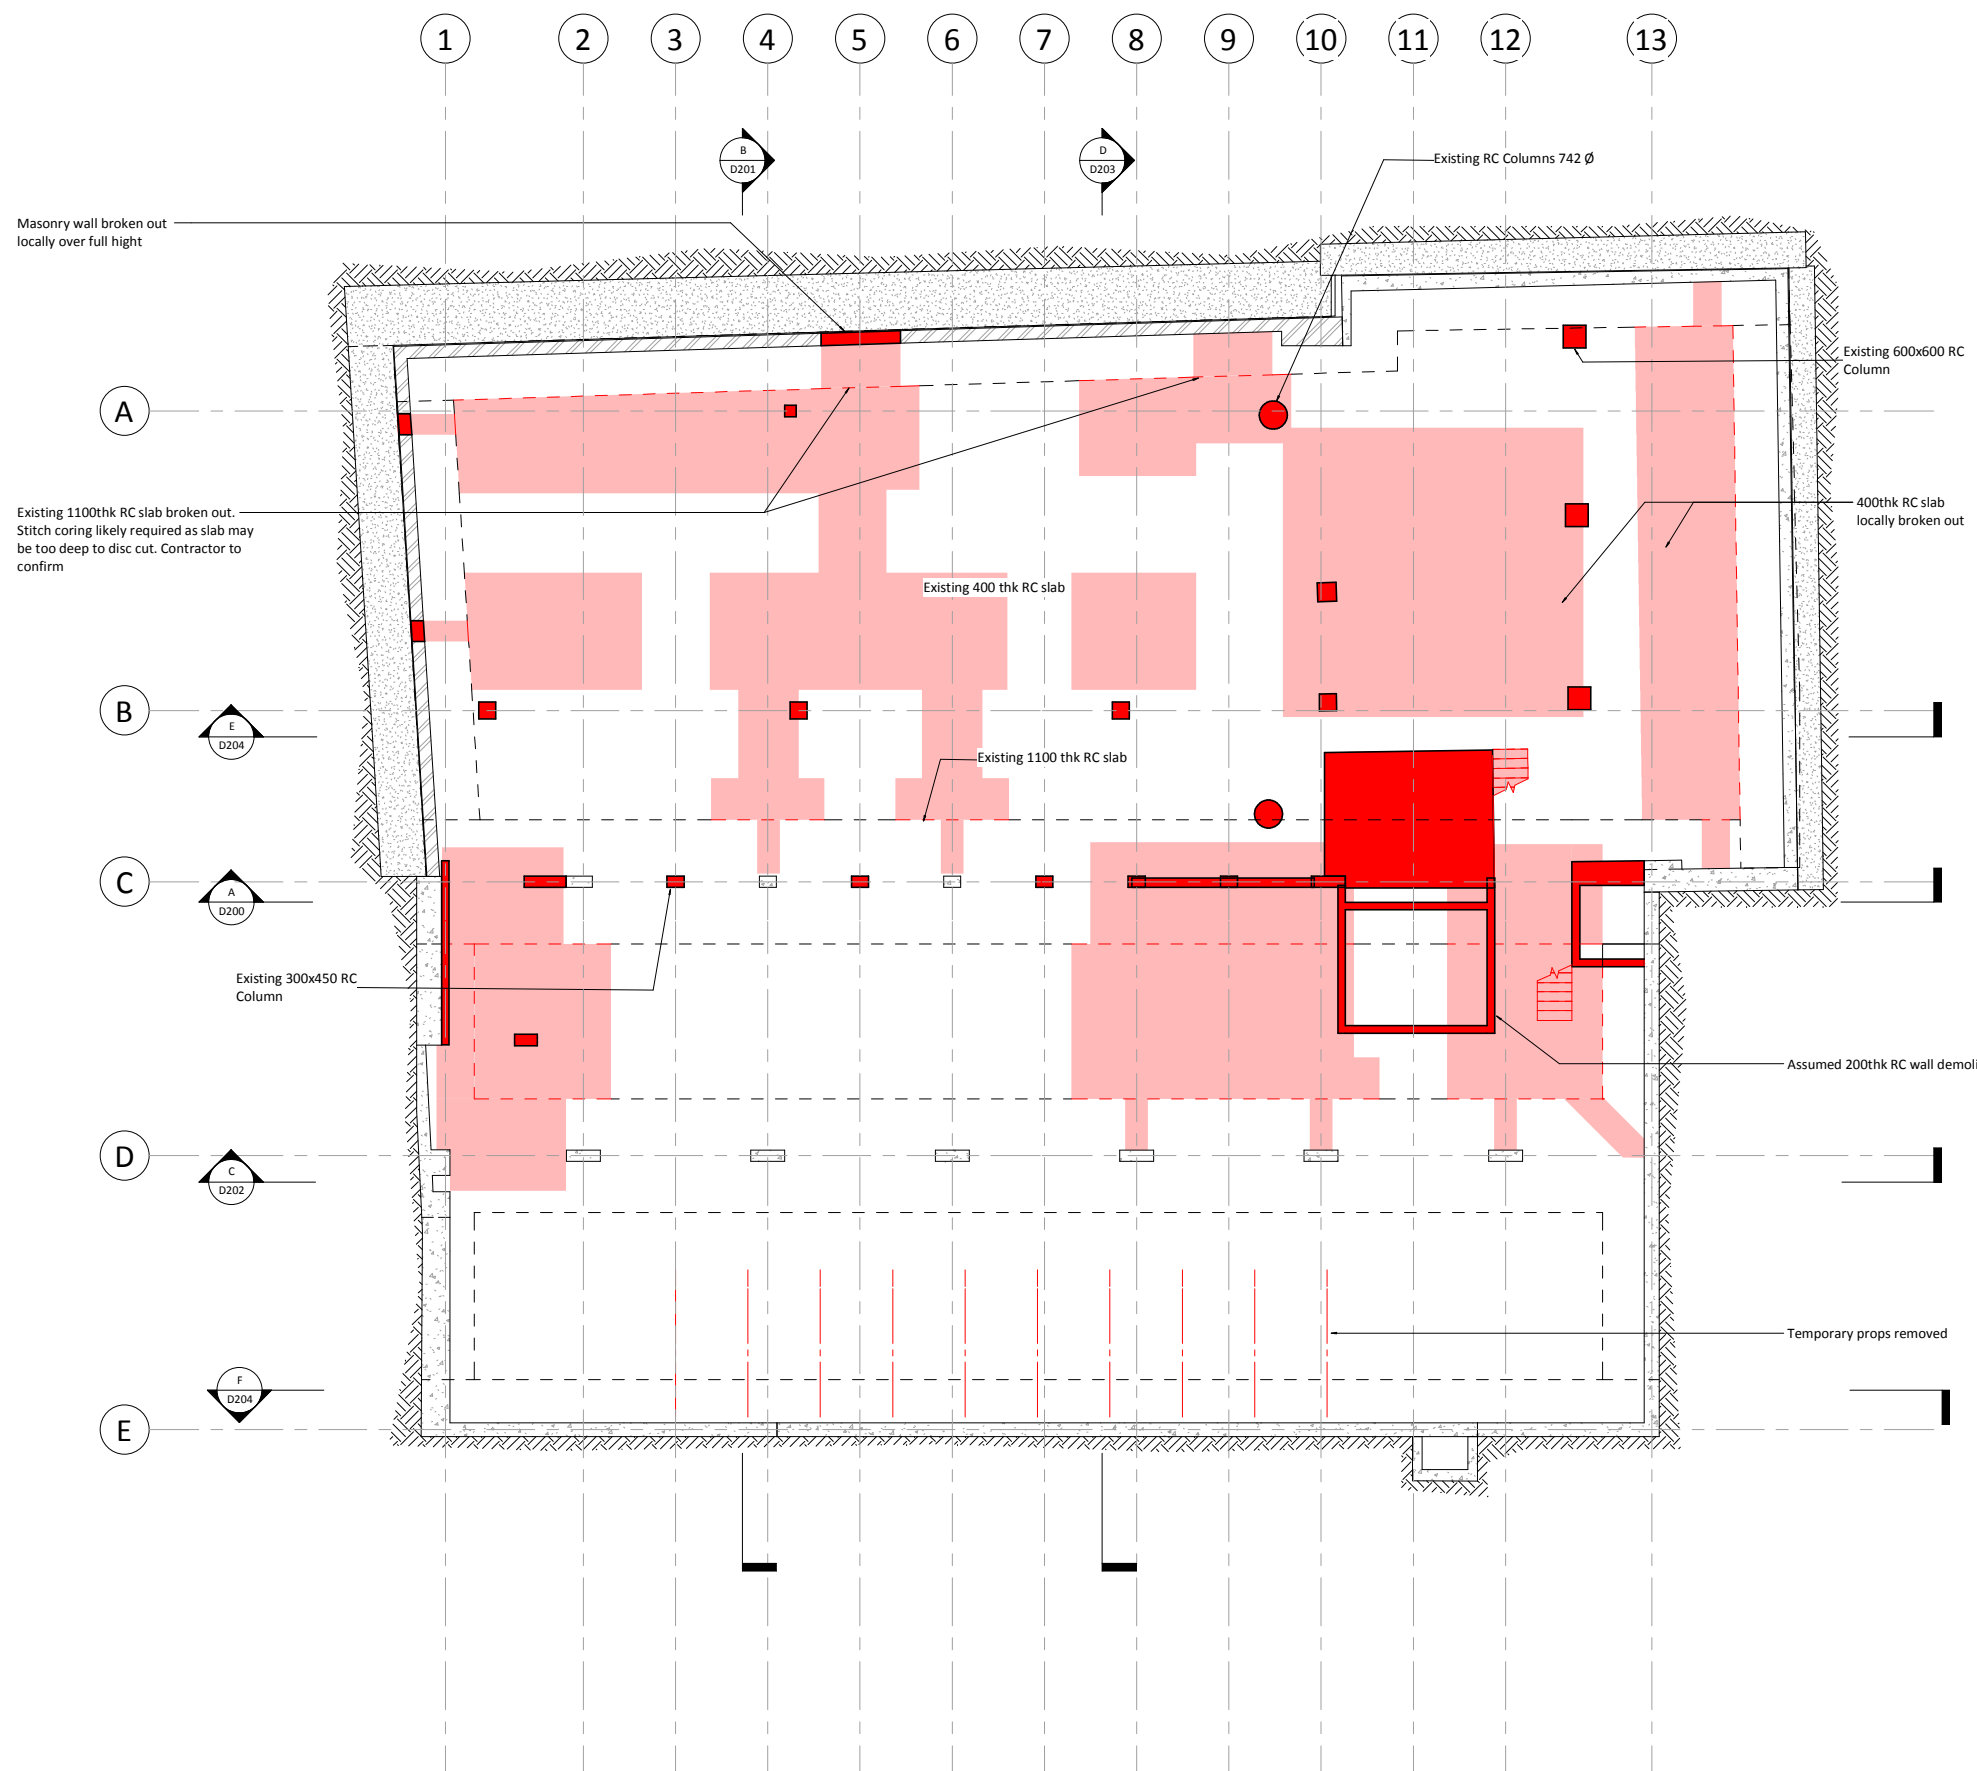 1 2 3 4 5 6 7 8 9 10 11 12 13
B
D201
D
D203
Existing RC Columns 742 Ø
Masonry wall broken out
locally over full hight
Existing 600x600 RC
Column
A
Existing 1100thk RC slab broken out.
Stitch coring likely required as slab may
be too deep to disc cut. Contractor to
confirm
400thk RC slab
locally broken out
Existing 400 thk RC slab
B
E
D204
Existing 1100 thk RC slab
C
A
D200
Existing 300x450 RC
Column
Assumed 200thk RC wall demoli
D
C
D202
Temporary props removed
F
D204
E